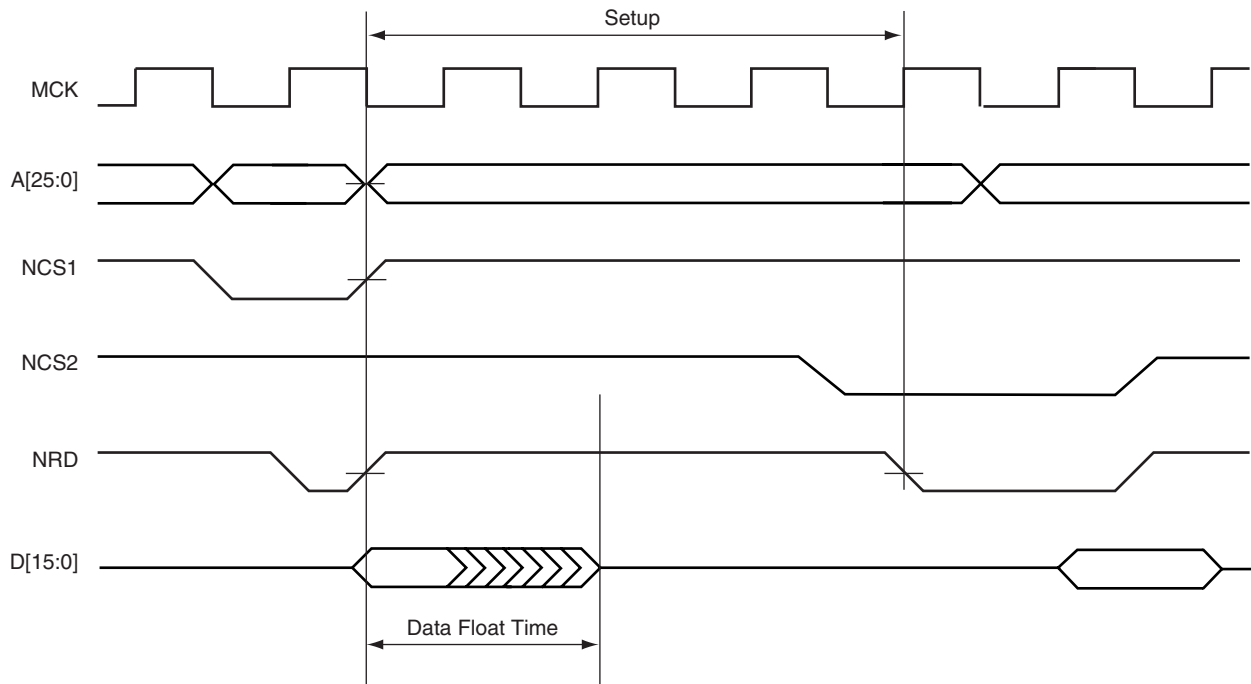 Setup
MCK
A[25:0]
NCS1
NCS2
NRD
D[15:0]
Data Float Time